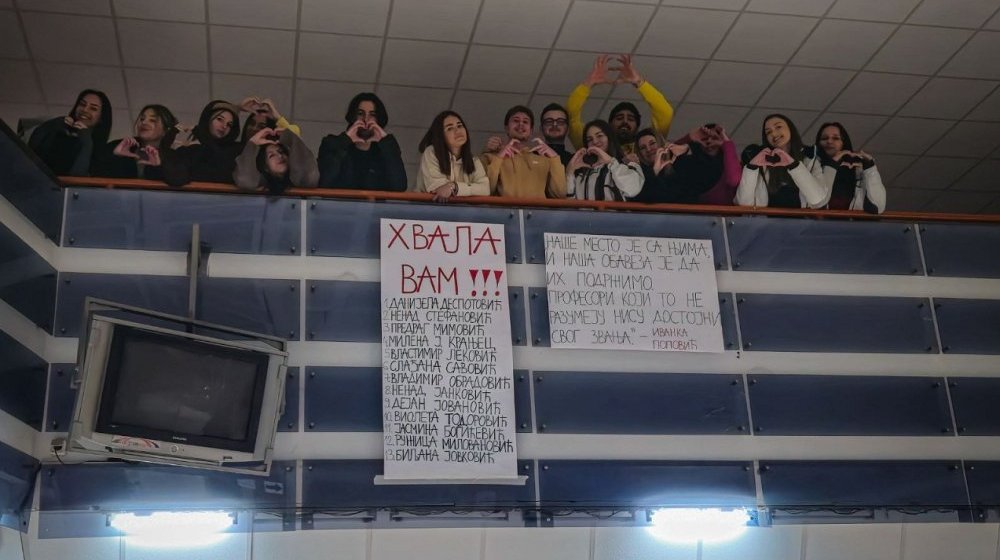 ХВАЛА
ВАМ !!!
1. ДАНИЈЕЛА ДЕСПОТОВИЋ
2. НЕНАД СТЕФАНОВИЋ
3. ПРЕДРАГ МИМОВИЋ
4. МИЛЕНА Ј. КРАЊЕЦ
5. ВЛАСТИМИР ЛЕКОВИЋ
6. СЛАЂАНА САВОВИЋ
7. ВЛАДИМИР ОБРАДОВИЋ
8. НЕНАД ЈАНКОВИЋ
9. ДЕЈАН ЈОВАНОВИЋ
10. ВИОЛЕТА ТОДОРОВИЋ
11. ЈАСМИНА БОГИЋЕВИЋ
12. РУЖИЦА МИЛОВАНОВИЋ
13. БИЉАНА ЈОВКОВИЋ
НАШЕ МЕСТО ЈЕ СА ЊИМА,
И НАША ОБАВЕЗА ЈЕ ДА
ИХ ПОДРЖИМО.
ПРОФЕСОРИ КОЈИ ТО НЕ
РАЗУМЕЈУ НИСУ ДОСТОЈНИ
СВОГ ЗВАЊА." - ИВАНКА
ПОПОВИЋ